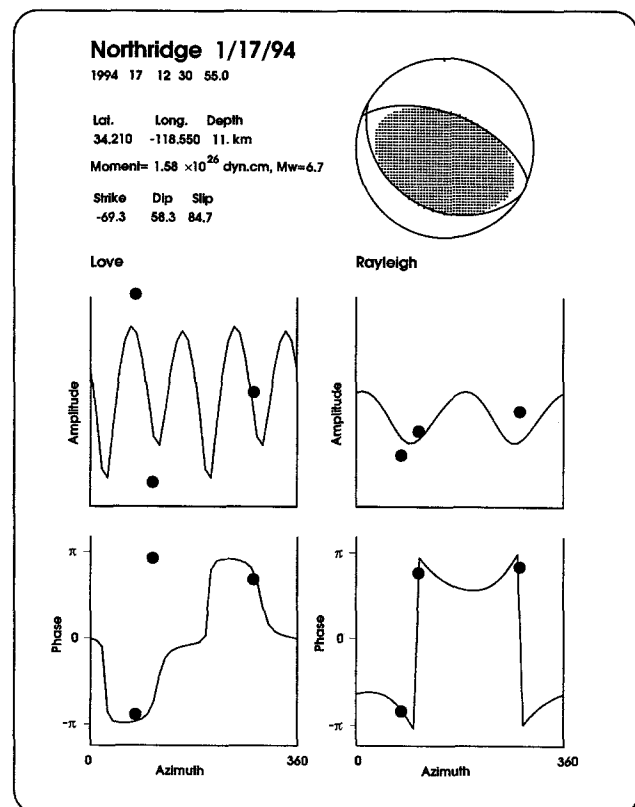 Northridge 1/17/94
1994 17 12 30 55.0
Lat. Long. Depth
34.210 -118.550 11. km
Moment= 1.58 ×10^26 dyn.cm, Mw=6.7
Strike Dip Slip
-69.3 58.3 84.7
Love Rayleigh
Amplitude Amplitude
π π
Phase Phase
0 0
-π -π
0 360 0 360
Azimuth Azimuth